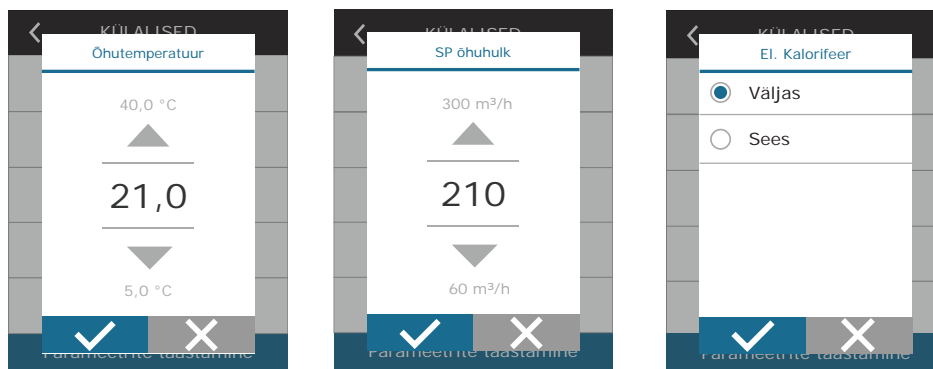 KÜLALISED
Õhutemperatuur
40,0 °C
21,0
5,0 °C
Parameetrite taastamine
KÜLALISED
SP õhuhulk
300 m³/h
210
60 m³/h
Parameetrite taastamine
KÜLALISED
El. Kalorifeer
Väljas
Sees
Parameetrite taastamine